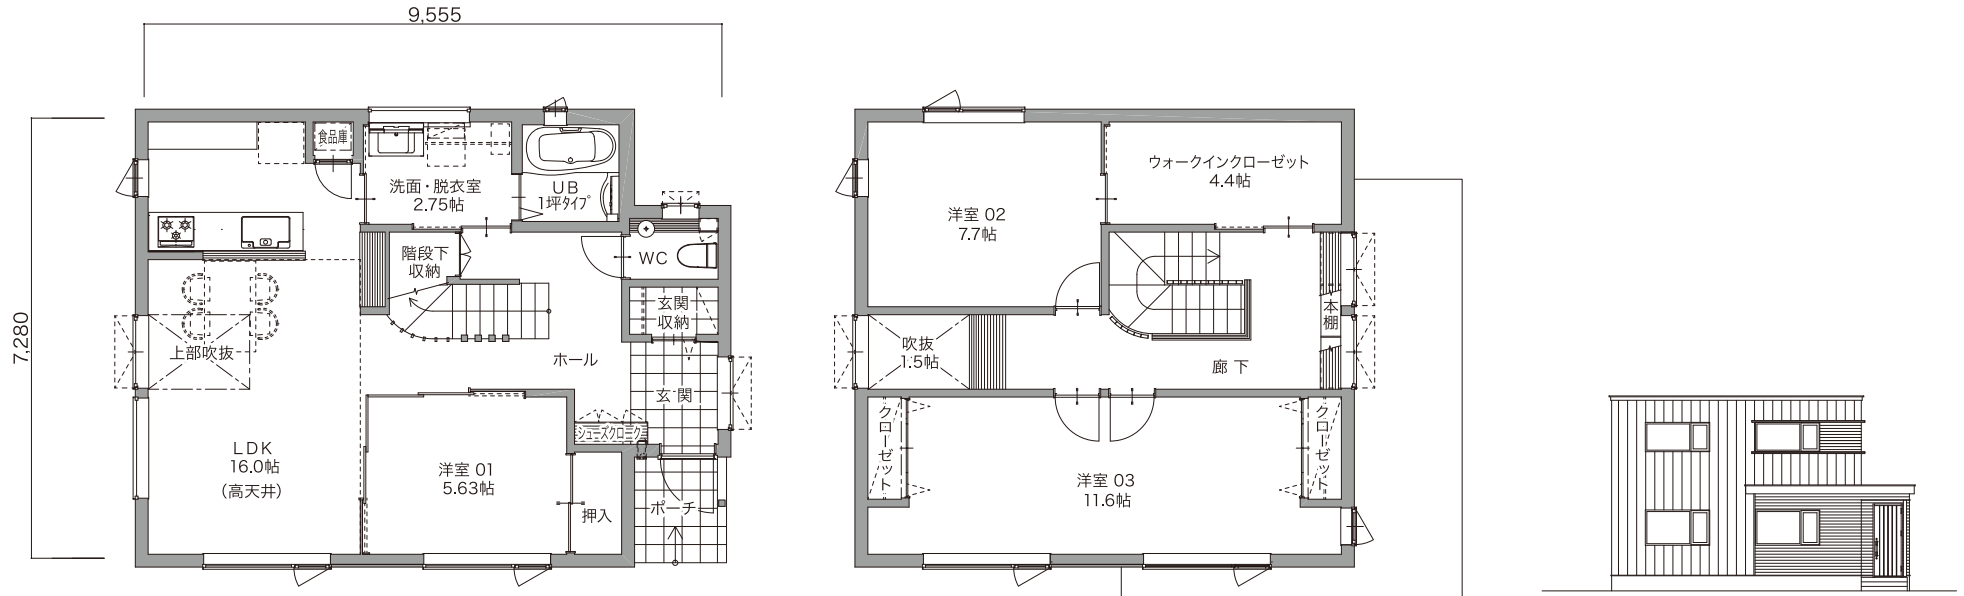 9,555
7,280
食品庫
洗面・脱衣室
2.75帖
UB
1坪タイプ
階段下
収納
WC
玄関
収納
上部吹抜
ホール
玄関
シューズクローク
LDK
16.0帖
(高天井)
洋室 01
5.63帖
押入
ポーチ
ウォークインクローゼット
4.4帖
洋室 02
7.7帖
本棚
吹抜
1.5帖
廊下
クローゼット
クローゼット
洋室 03
11.6帖